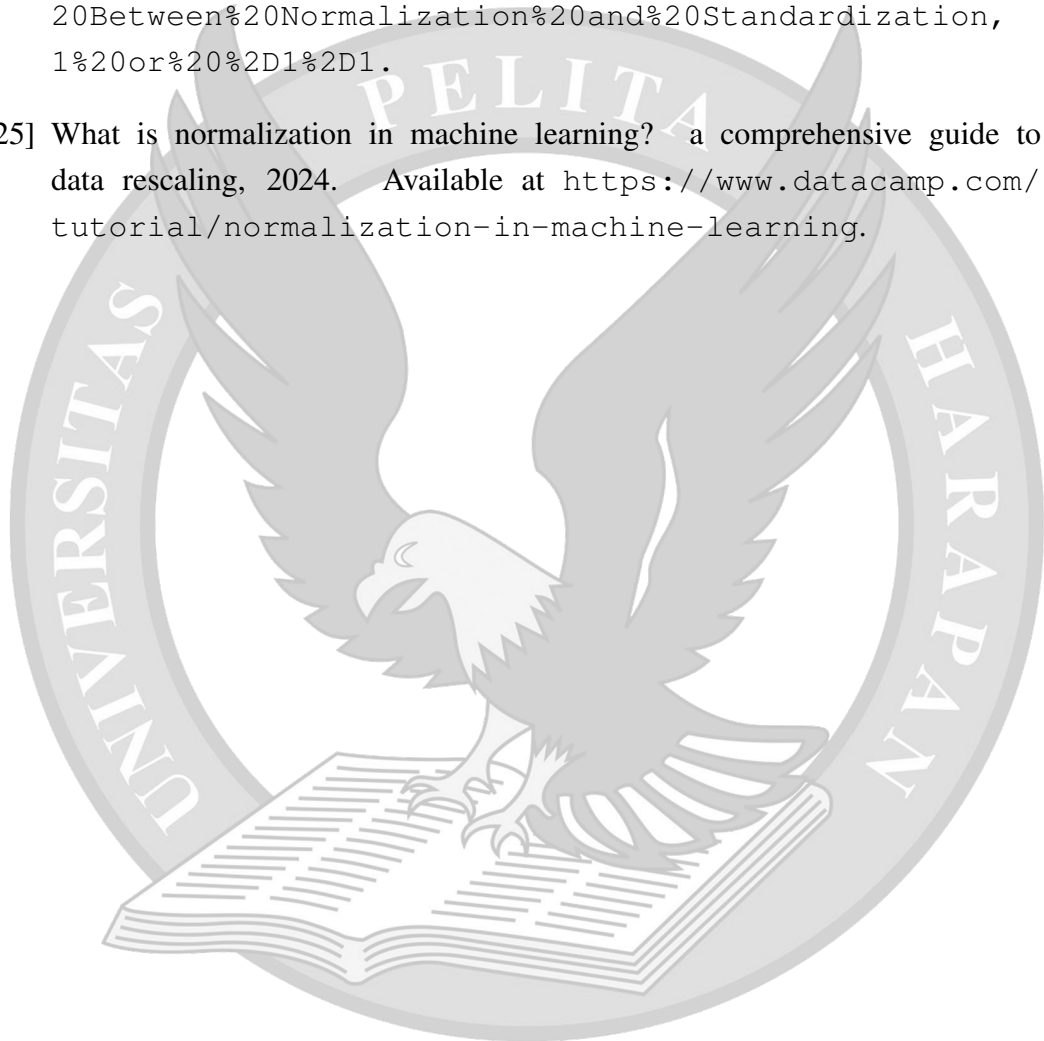 20Between%20Normalization%20and%20Standardization,
1%20or%20%2D1%2D1.
25] What is normalization in machine learning? a comprehensive guide to
data rescaling, 2024. Available at https://www.datacamp.com/
tutorial/normalization-in-machine-learning.
UNIVERSITAS PELITA HARAPAN